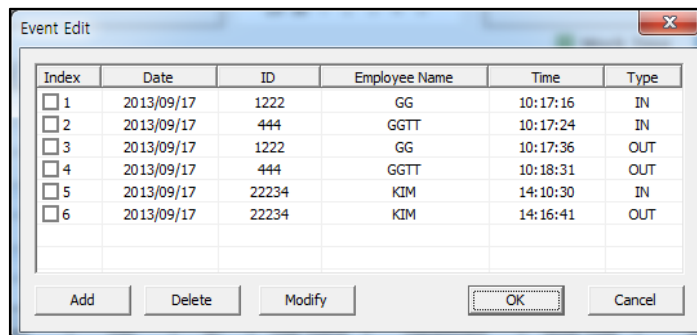 Event Edit
Index Date ID Employee Name Time Type
1 2013/09/17 1222 GG 10:17:16 IN
2 2013/09/17 444 GGTT 10:17:24 IN
3 2013/09/17 1222 GG 10:17:36 OUT
4 2013/09/17 444 GGTT 10:18:31 OUT
5 2013/09/17 22234 KIM 14:10:30 IN
6 2013/09/17 22234 KIM 14:16:41 OUT
Add Delete Modify OK Cancel